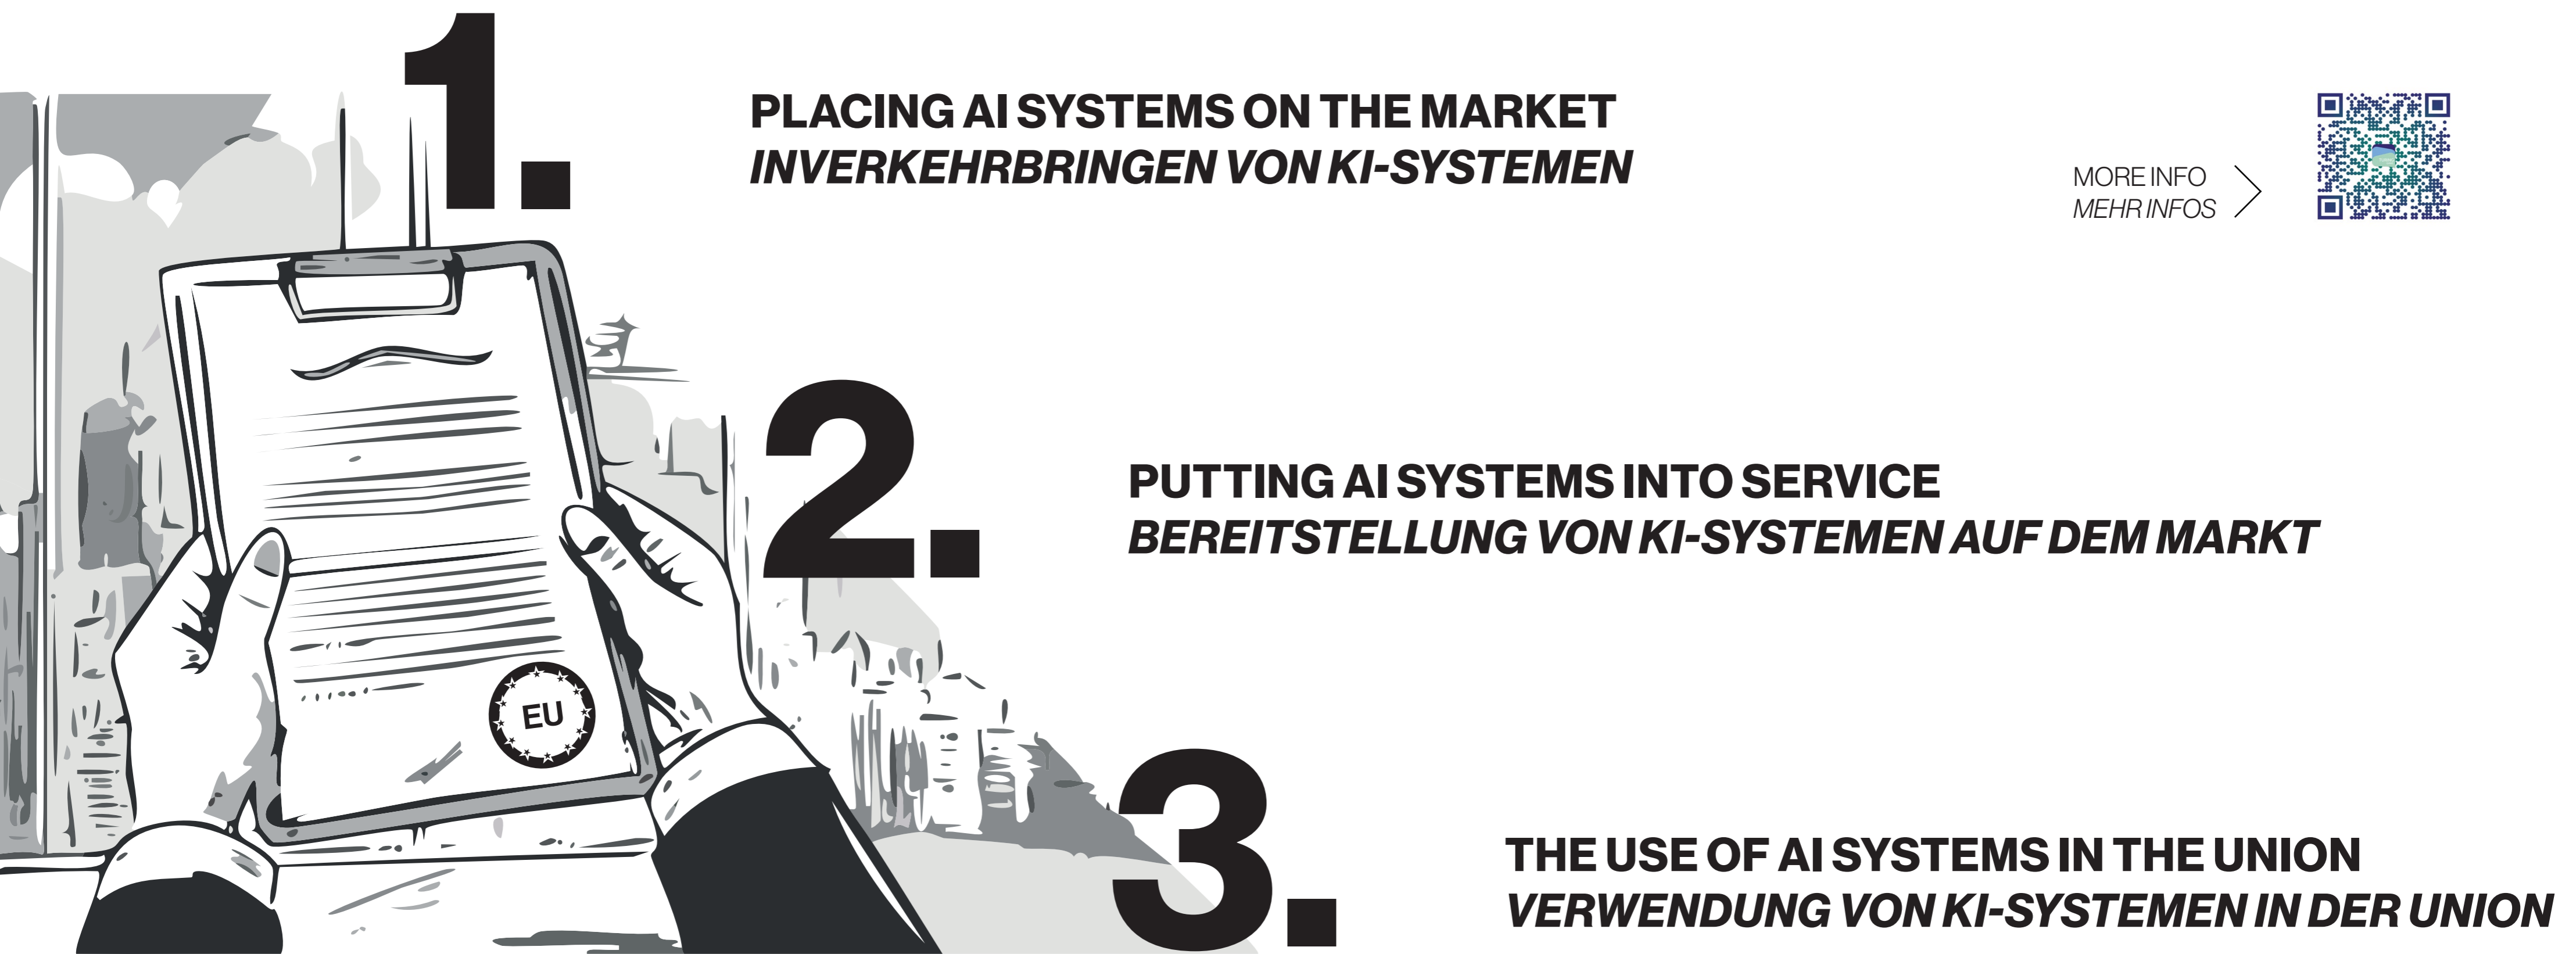 1.
PLACING AI SYSTEMS ON THE MARKET
INVERKEHRBRINGEN VON KI-SYSTEMEN
MORE INFO
MEHR INFOS
2.
PUTTING AI SYSTEMS INTO SERVICE
BEREITSTELLUNG VON KI-SYSTEMEN AUF DEM MARKT
EU
3.
THE USE OF AI SYSTEMS IN THE UNION
VERWENDUNG VON KI-SYSTEMEN IN DER UNION